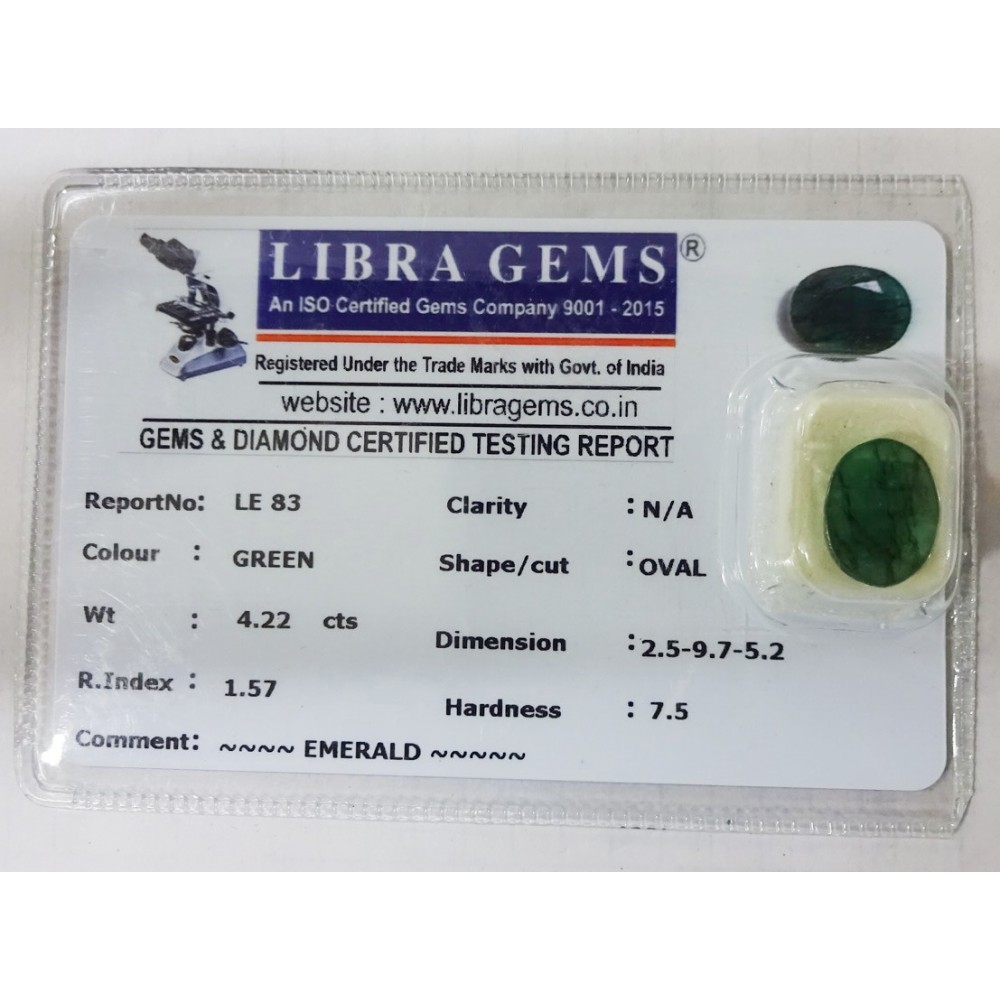 LIBRA GEMS®
An ISO Certified Gems Company 9001 - 2015
Registered Under the Trade Marks with Govt. of India
website : www.libragems.co.in
GEMS & DIAMOND CERTIFIED TESTING REPORT
ReportNo: LE 83 Clarity : N/A
Colour : GREEN Shape/cut : OVAL
Wt : 4.22 cts Dimension : 2.5-9.7-5.2
R.Index : 1.57 Hardness : 7.5
Comment: ~~~~ EMERALD ~~~~~